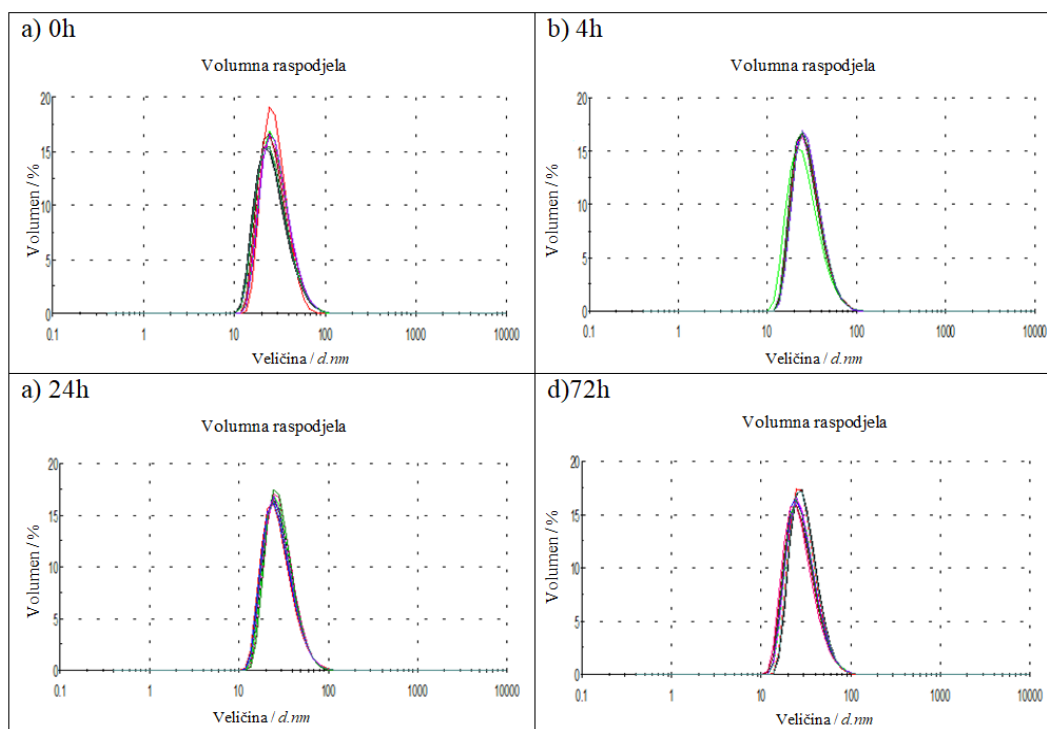 a) 0h
Volumna raspodjela
20
15
10
5
0
0.1 1 10 100 1000 10000
Volumen / %
Veličina / d.nm
b) 4h
Volumna raspodjela
20
15
10
5
0
0.1 1 10 100 1000 10000
Volumen / %
Veličina / d.nm
a) 24h
Volumna raspodjela
20
15
10
5
0
0.1 1 10 100 1000 10000
Volumen / %
Veličina / d.nm
d)72h
Volumna raspodjela
20
15
10
5
0
0.1 1 10 100 1000 10000
Volumen / %
Veličina / d.nm